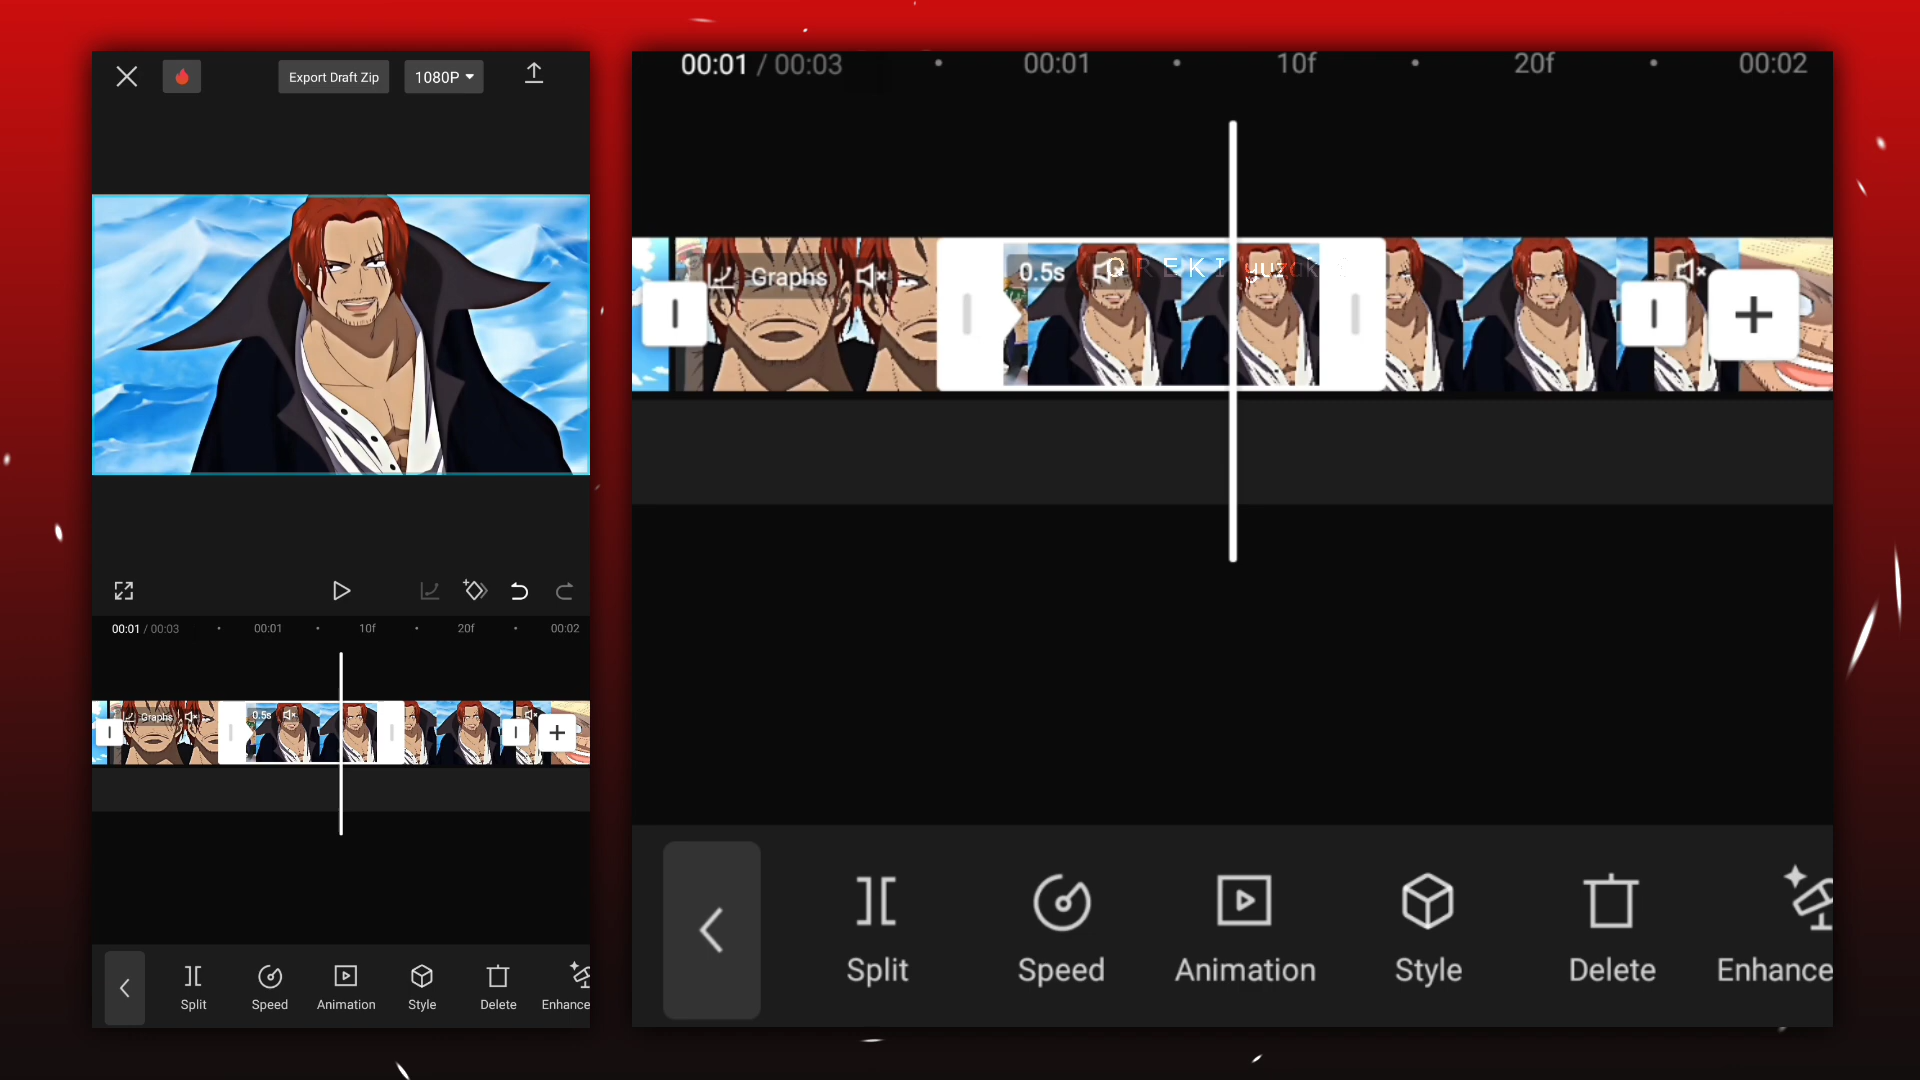 Export Draft Zip
1080P
00:01 / 00:03
00:01
10f
20f
00:02
Graphs
0.5s
Split
Speed
Animation
Style
Delete
Enhance
00:01 / 00:03
00:01
10f
20f
00:02
Graphs
0.5s
O R E K I
Split
Speed
Animation
Style
Delete
Enhance